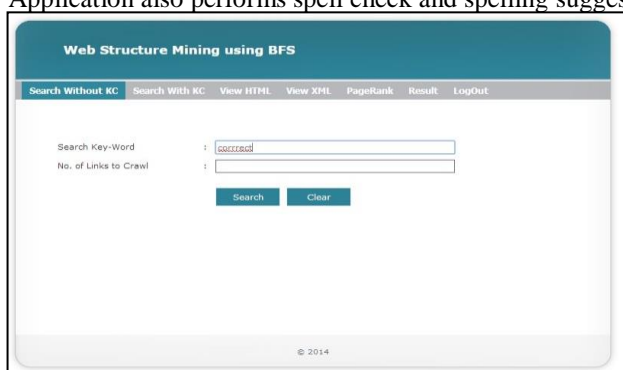 Application also performs spell check and spelling sugges
Web Structure Mining using BFS
Search Without KC Search With KC View HTML View XML PageRank Result LogOut
Search Key-Word : corrrect
No. of Links to Crawl :
Search Clear
© 2014